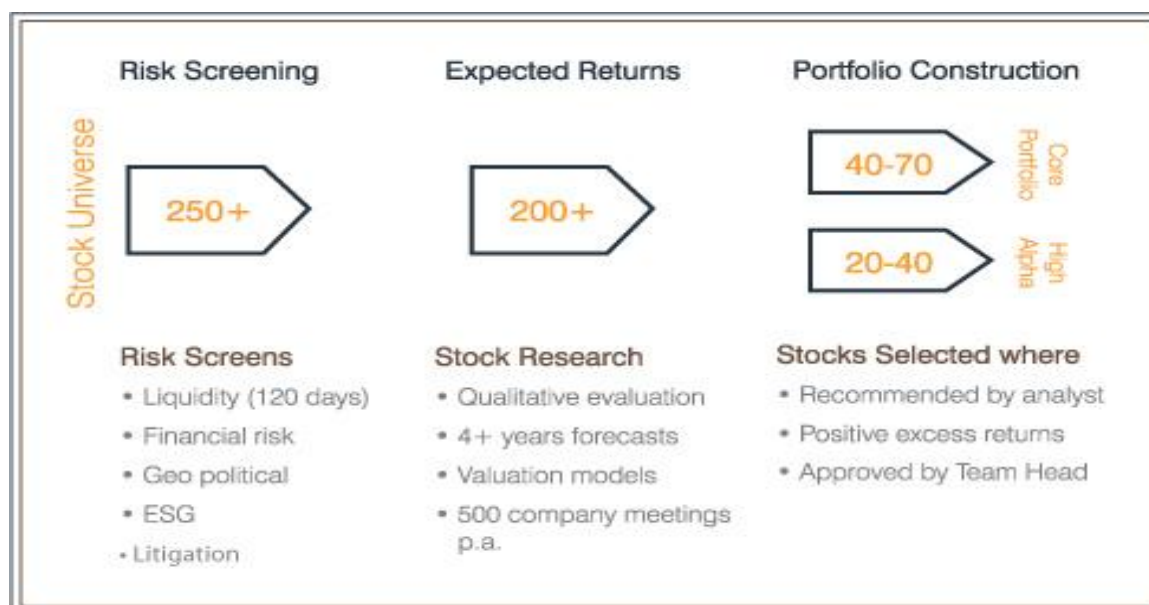 Risk Screening
Expected Returns
Portfolio Construction
Stock Universe
250+
200+
40-70
Core
Portfolio
20-40
High
Alpha
Risk Screens
• Liquidity (120 days)
• Financial risk
• Geo political
• ESG
• Litigation
Stock Research
• Qualitative evaluation
• 4+ years forecasts
• Valuation models
• 500 company meetings
p.a.
Stocks Selected where
• Recommended by analyst
• Positive excess returns
• Approved by Team Head